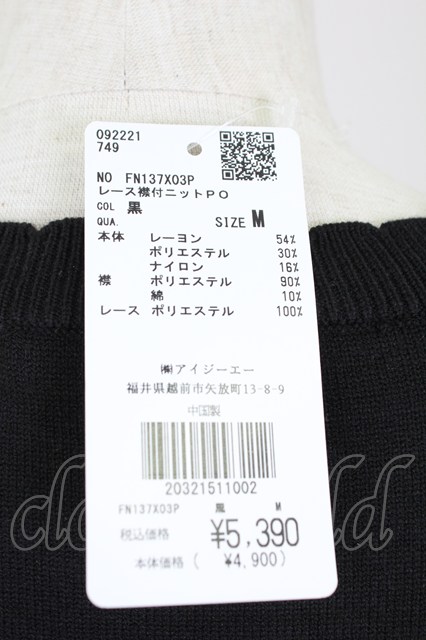 092221
749
NO FN137X03P
レース襟付ニットPO
COL 黒
QUA. SIZE M
本体 レーヨン 54%
ポリエステル 30%
ナイロン 16%
襟 ポリエステル 90%
綿 10%
レース ポリエステル 100%
㈱アイジーエー
福井県越前市矢放町13-8-9
中国製
20321511002
FN137X03P 黒 M
税込価格 ¥5,390
本体価格 ( ¥4,900)